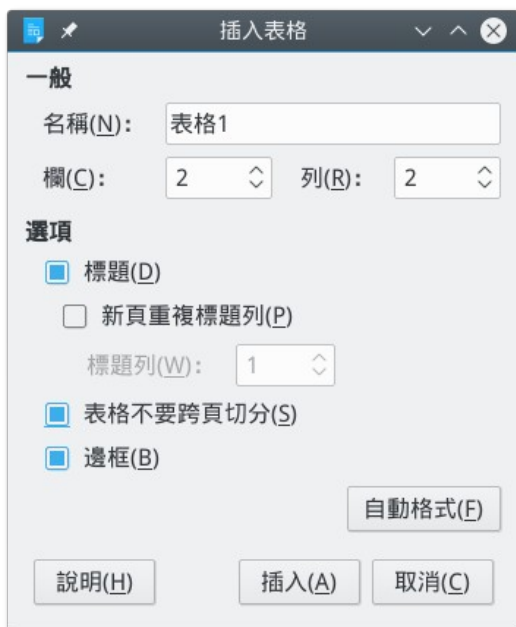 插入表格
一般
名稱(N): 表格1
欄(C): 2 列(R): 2
選項
標題(D)
新頁重複標題列(P)
標題列(W): 1
表格不要跨頁切分(S)
邊框(B)
自動格式(F)
說明(H) 插入(A) 取消(C)